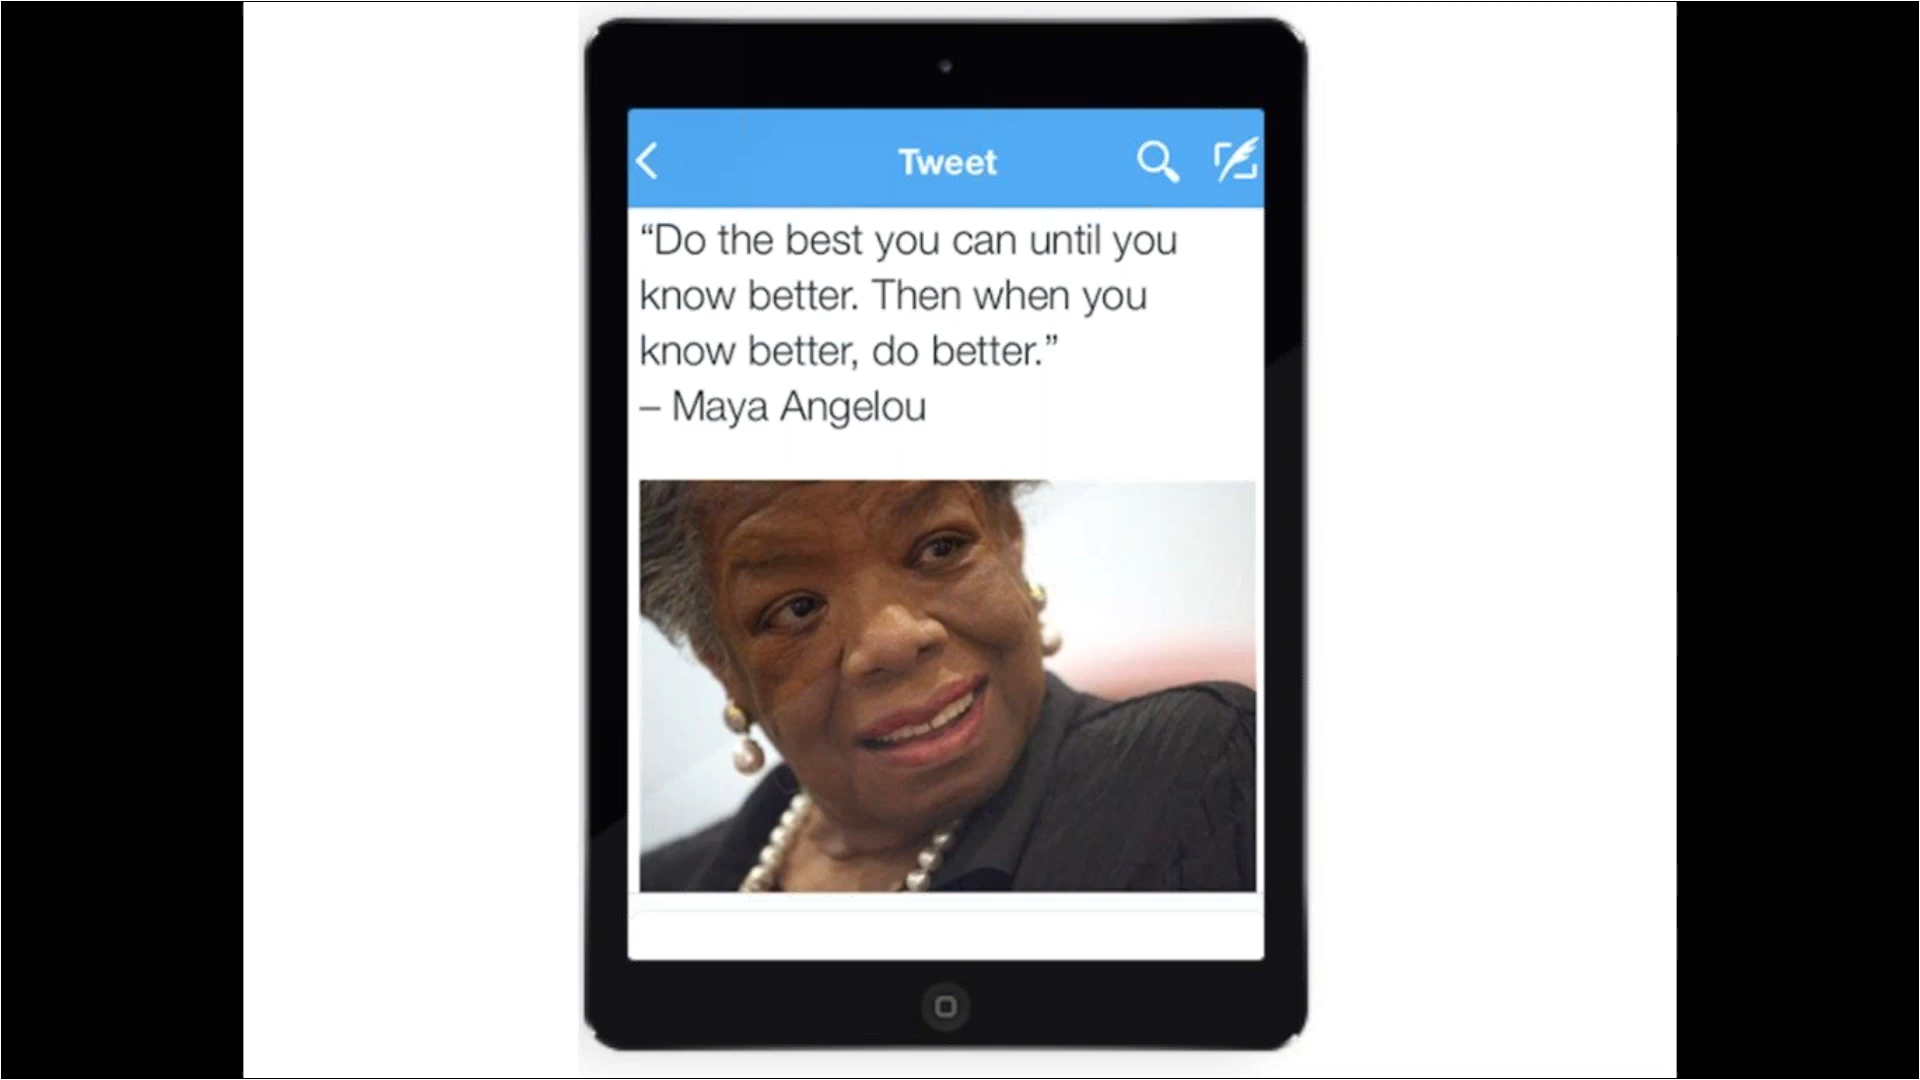 Tweet
“Do the best you can until you
know better. Then when you
know better, do better.”
– Maya Angelou